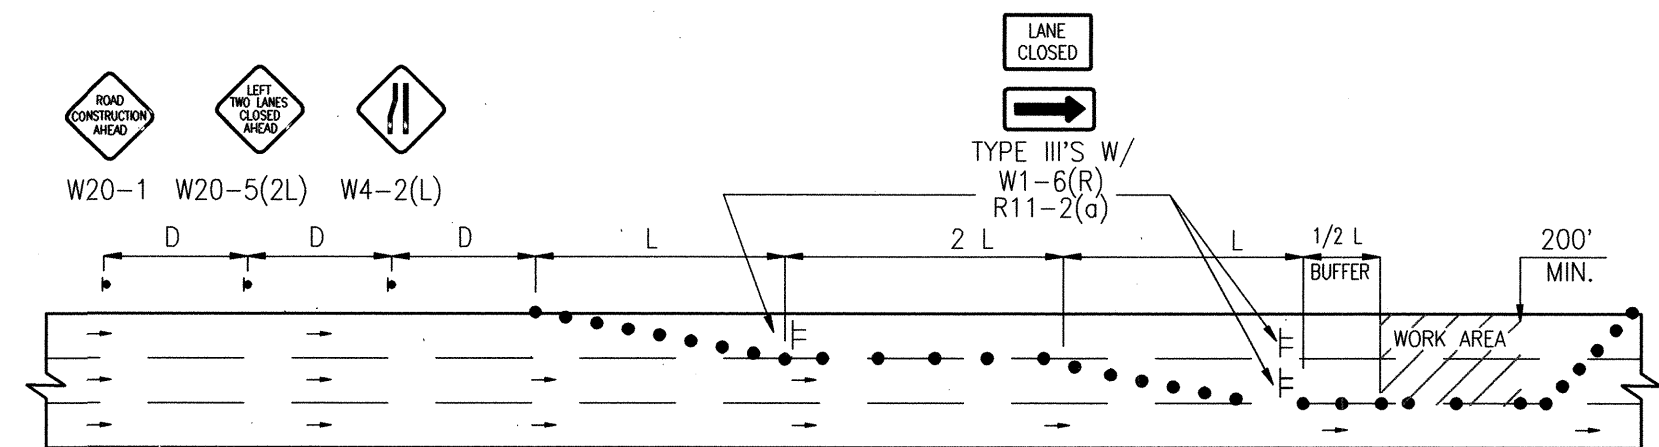 LANE
CLOSED
ROAD
CONSTRUCTION
AHEAD
LEFT
TWO LANES
CLOSED
AHEAD
TYPE III'S W/
W1-6(R)
R11-2(a)
W20-1 W20-5(2L) W4-2(L)
D D D L 2 L L 1/2 L
BUFFER
200'
MIN.
WORK AREA